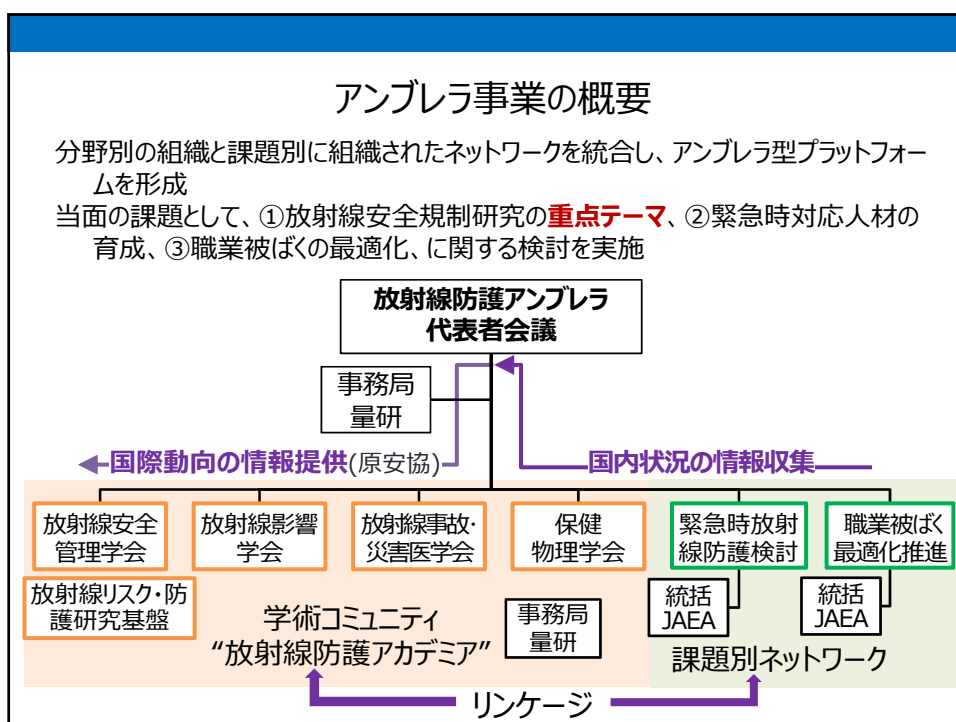 アンブレラ事業の概要
分野別の組織と課題別に組織されたネットワークを統合し、アンブレラ型プラットフォー
ムを形成
当面の課題として、①放射線安全規制研究の重点テーマ、②緊急時対応人材の
育成、③職業被ばくの最適化、に関する検討を実施
放射線防護アンブレラ
代表者会議
事務局
量研
国際動向の情報提供(原安協)
国内状況の情報収集
放射線安全
管理学会
放射線影響
学会
放射線事故・
災害医学会
保健
物理学会
緊急時放射
線防護検討
職業被ばく
最適化推進
放射線リスク・防
護研究基盤
学術コミュニティ
“放射線防護アカデミア”
事務局
量研
統括
JAEA
統括
JAEA
課題別ネットワーク
リンケージ